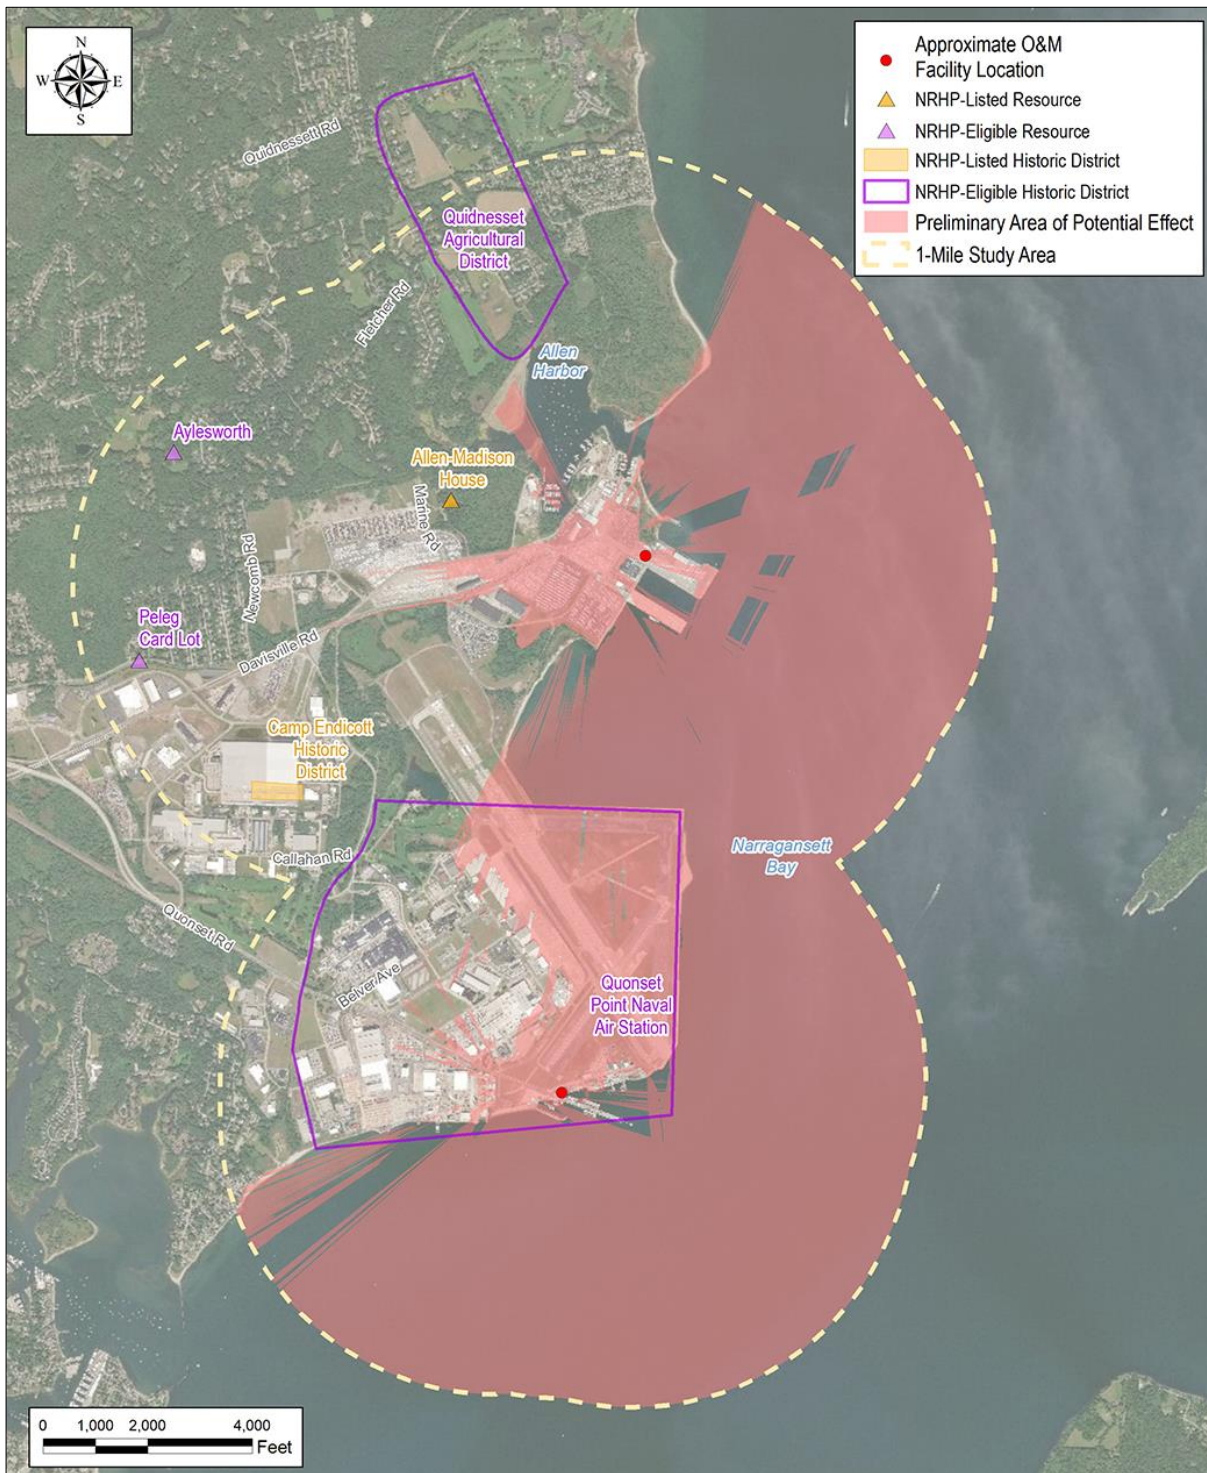 N
W E
S
Approximate O&M
Facility Location
NRHP-Listed Resource
NRHP-Eligible Resource
NRHP-Listed Historic District
NRHP-Eligible Historic District
Preliminary Area of Potential Effect
1-Mile Study Area
Quidnessett Rd
Quidnesset
Agricultural
District
Fletcher Rd
Allen
Harbor
Aylesworth
Allen-Madison
House
Marine Rd
Newcomb Rd
Peleg
Card Lot
Davisville Rd
Camp Endicott
Historic
District
Narragansett
Bay
Callahan Rd
Quonset Rd
Belver Ave
Quonset
Point Naval
Air Station
0 1,000 2,000 4,000
Feet